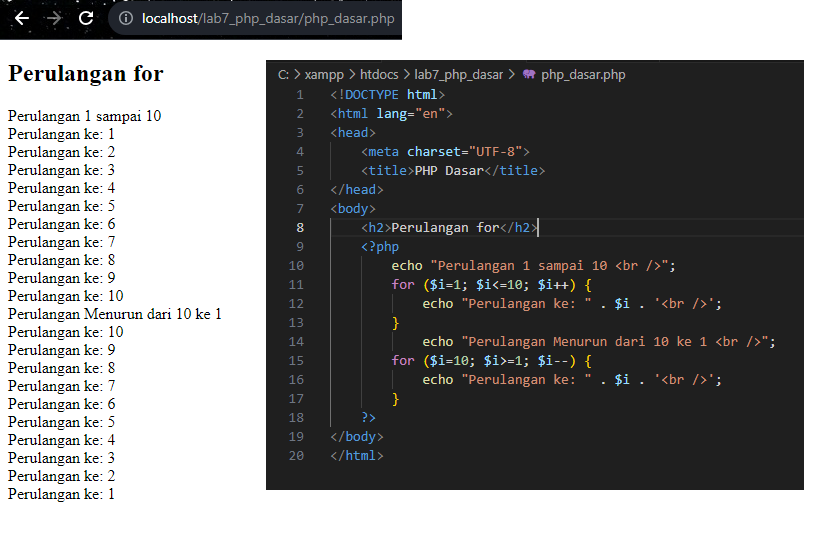 localhost/lab7_php_dasar/php_dasar.php
Perulangan for
Perulangan 1 sampai 10
Perulangan ke: 1
Perulangan ke: 2
Perulangan ke: 3
Perulangan ke: 4
Perulangan ke: 5
Perulangan ke: 6
Perulangan ke: 7
Perulangan ke: 8
Perulangan ke: 9
Perulangan ke: 10
Perulangan Menurun dari 10 ke 1
Perulangan ke: 10
Perulangan ke: 9
Perulangan ke: 8
Perulangan ke: 7
Perulangan ke: 6
Perulangan ke: 5
Perulangan ke: 4
Perulangan ke: 3
Perulangan ke: 2
Perulangan ke: 1
C: > xampp > htdocs > lab7_php_dasar > php_dasar.php
1 <!DOCTYPE html>
2 <html lang="en">
3 <head>
4 <meta charset="UTF-8">
5 <title>PHP Dasar</title>
6 </head>
7 <body>
8 <h2>Perulangan for</h2>
9 <?php
10 echo "Perulangan 1 sampai 10 <br />";
11 for ($i=1; $i<=10; $i++) {
12 echo "Perulangan ke: " . $i . '<br />';
13 }
14 echo "Perulangan Menurun dari 10 ke 1 <br />";
15 for ($i=10; $i>=1; $i--) {
16 echo "Perulangan ke: " . $i . '<br />';
17 }
18 ?>
19 </body>
20 </html>